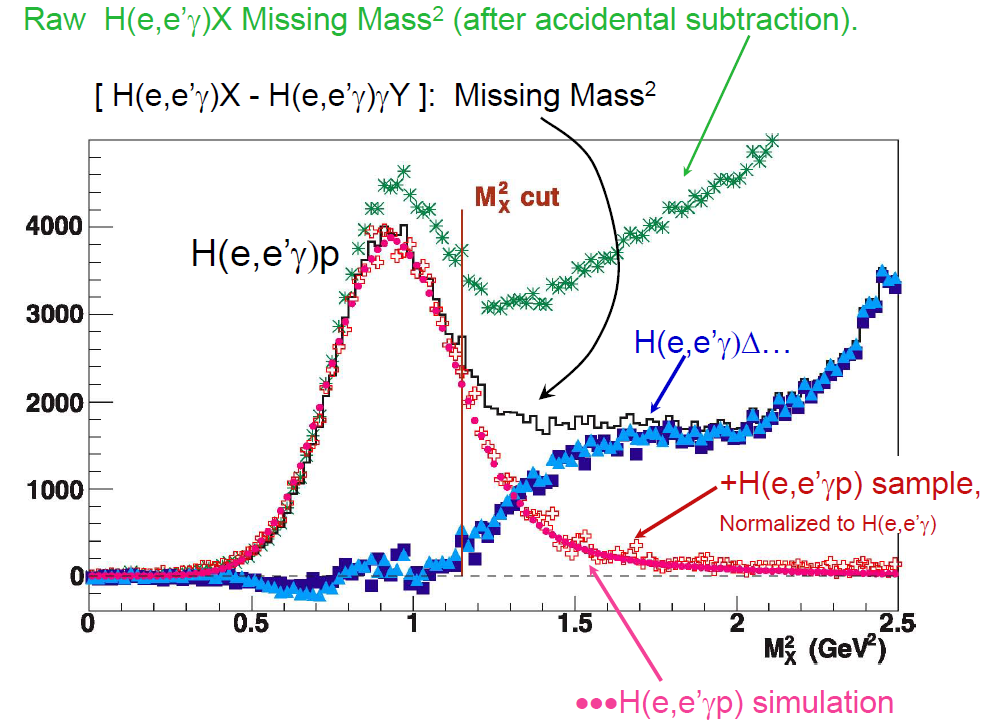 Raw H(e,e’γ)X Missing Mass² (after accidental subtraction).
[ H(e,e’γ)X - H(e,e’γ)γY ]: Missing Mass²
M²X cut
H(e,e’γ)p
H(e,e’γ)Δ…
+H(e,e’γp) sample,
Normalized to H(e,e’γ)
4000
3000
2000
1000
0
0 0.5 1 1.5 2 2.5
M²X (GeV²)
●●●H(e,e’γp) simulation